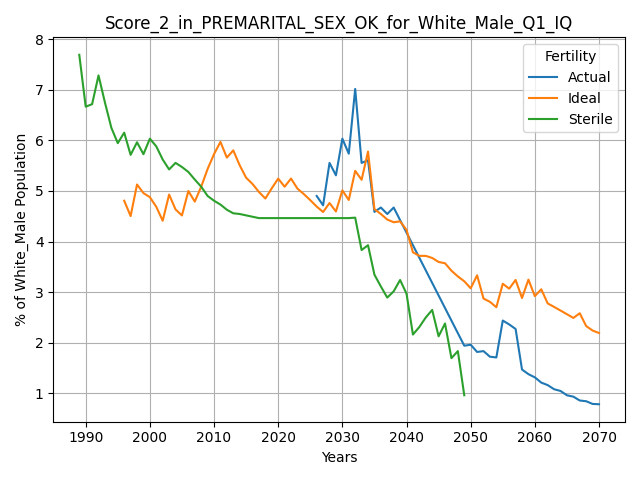 Score_2_in_PREMARITAL_SEX_OK_for_White_Male_Q1_IQ
Fertility
Actual
Ideal
Sterile
% of White_Male Population
8
7
6
5
4
3
2
1
1990 2000 2010 2020 2030 2040 2050 2060 2070
Years